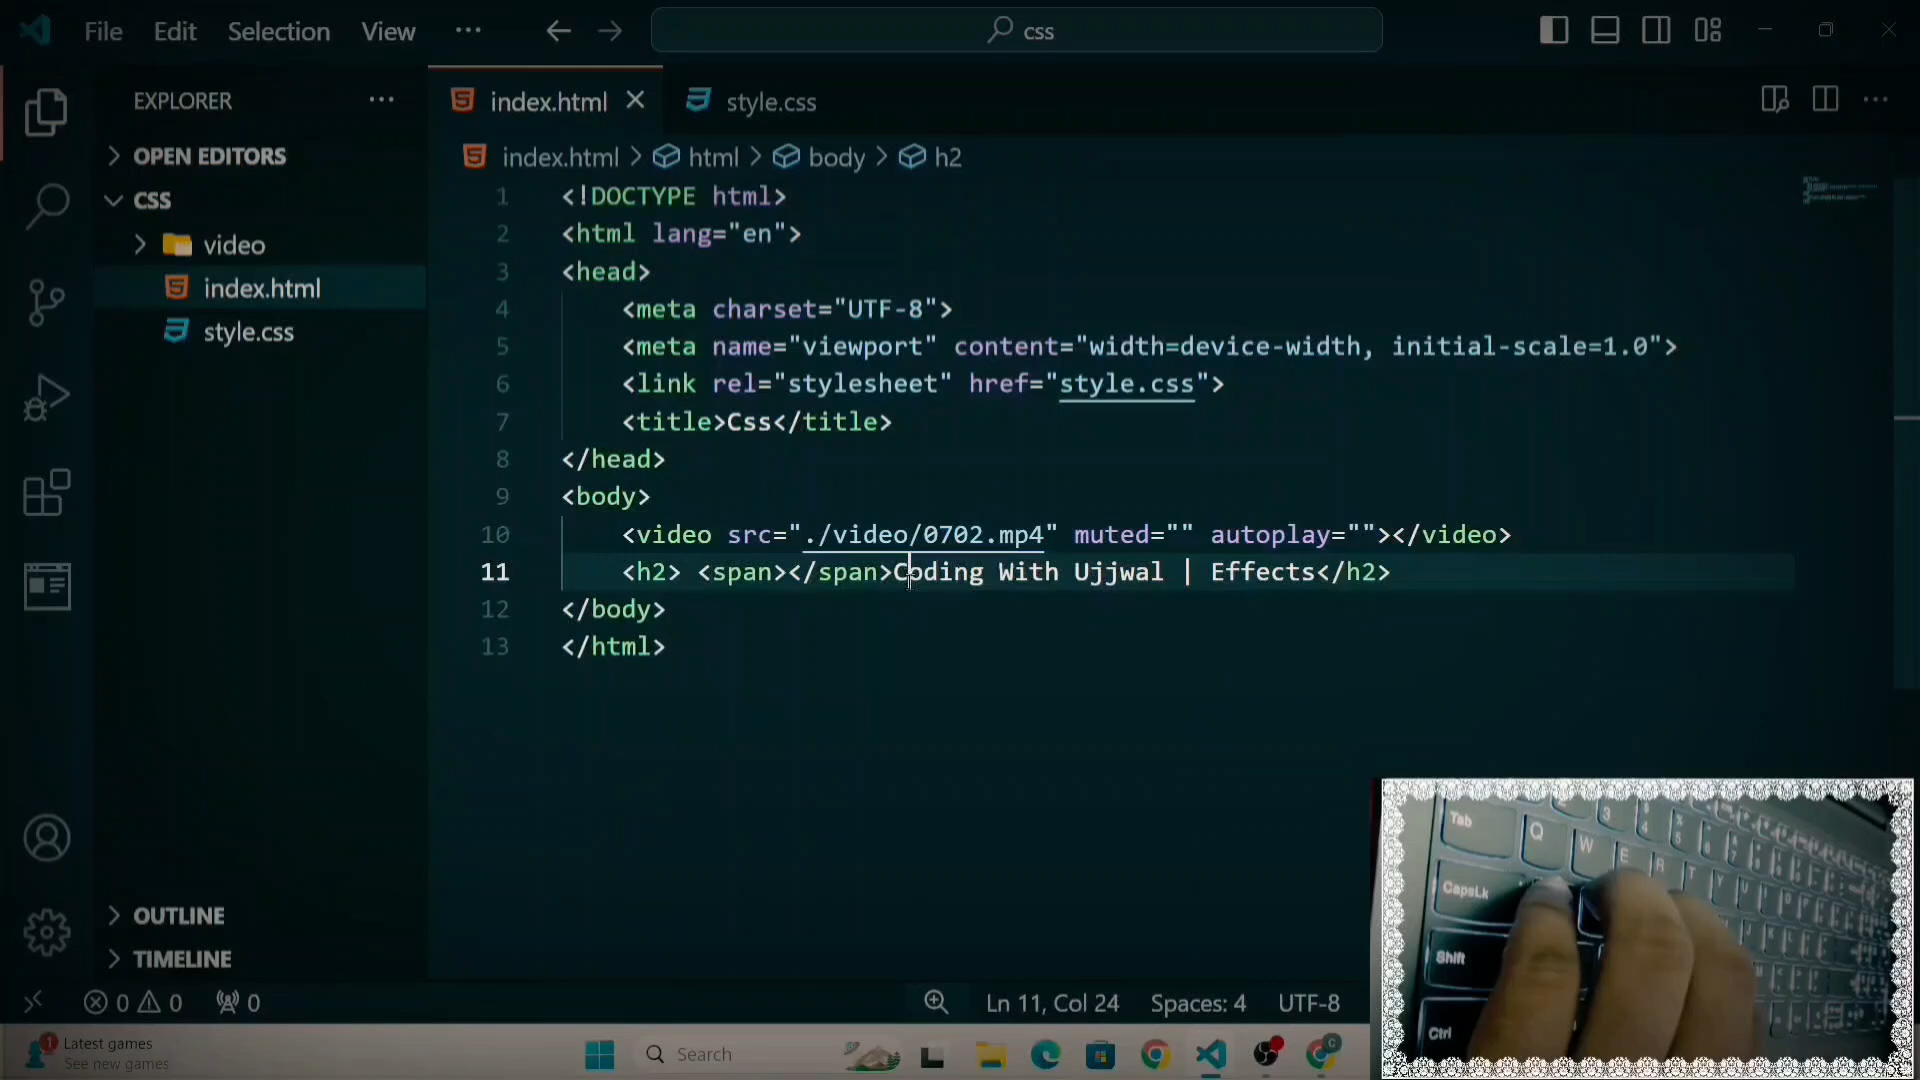 File Edit Selection View ... css
EXPLORER ...
index.html style.css ...
OPEN EDITORS
index.html > html > body > h2
CSS
video
index.html
style.css
1 <!DOCTYPE html>
2 <html lang="en">
3 <head>
4 <meta charset="UTF-8">
5 <meta name="viewport" content="width=device-width, initial-scale=1.0">
6 <link rel="stylesheet" href="style.css">
7 <title>Css</title>
8 </head>
9 <body>
10 <video src="./video/0702.mp4" muted="" autoplay=""></video>
11 <h2> <span></span>Coding With Ujjwal | Effects</h2>
12 </body>
13 </html>
OUTLINE
TIMELINE
0 0 0 Ln 11, Col 24 Spaces: 4 UTF-8
1 Latest games
See new games
Search
C
Tab Q W E R T Y
CapsLk
Shift
Ctrl